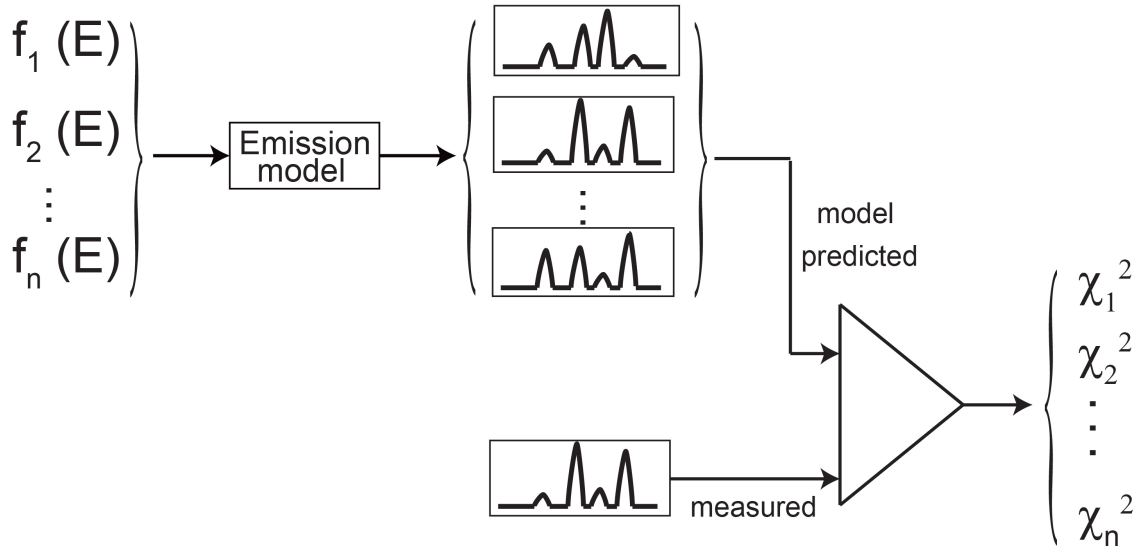 f₁ (E)
f₂ (E)
⋮
fₙ (E)
Emission
model
⋮
model
predicted
measured
χ₁²
χ₂²
⋮
χₙ²